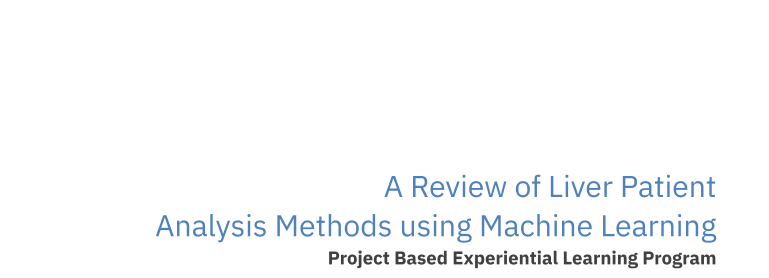 A Review of Liver Patient
Analysis Methods using Machine Learning
Project Based Experiential Learning Program